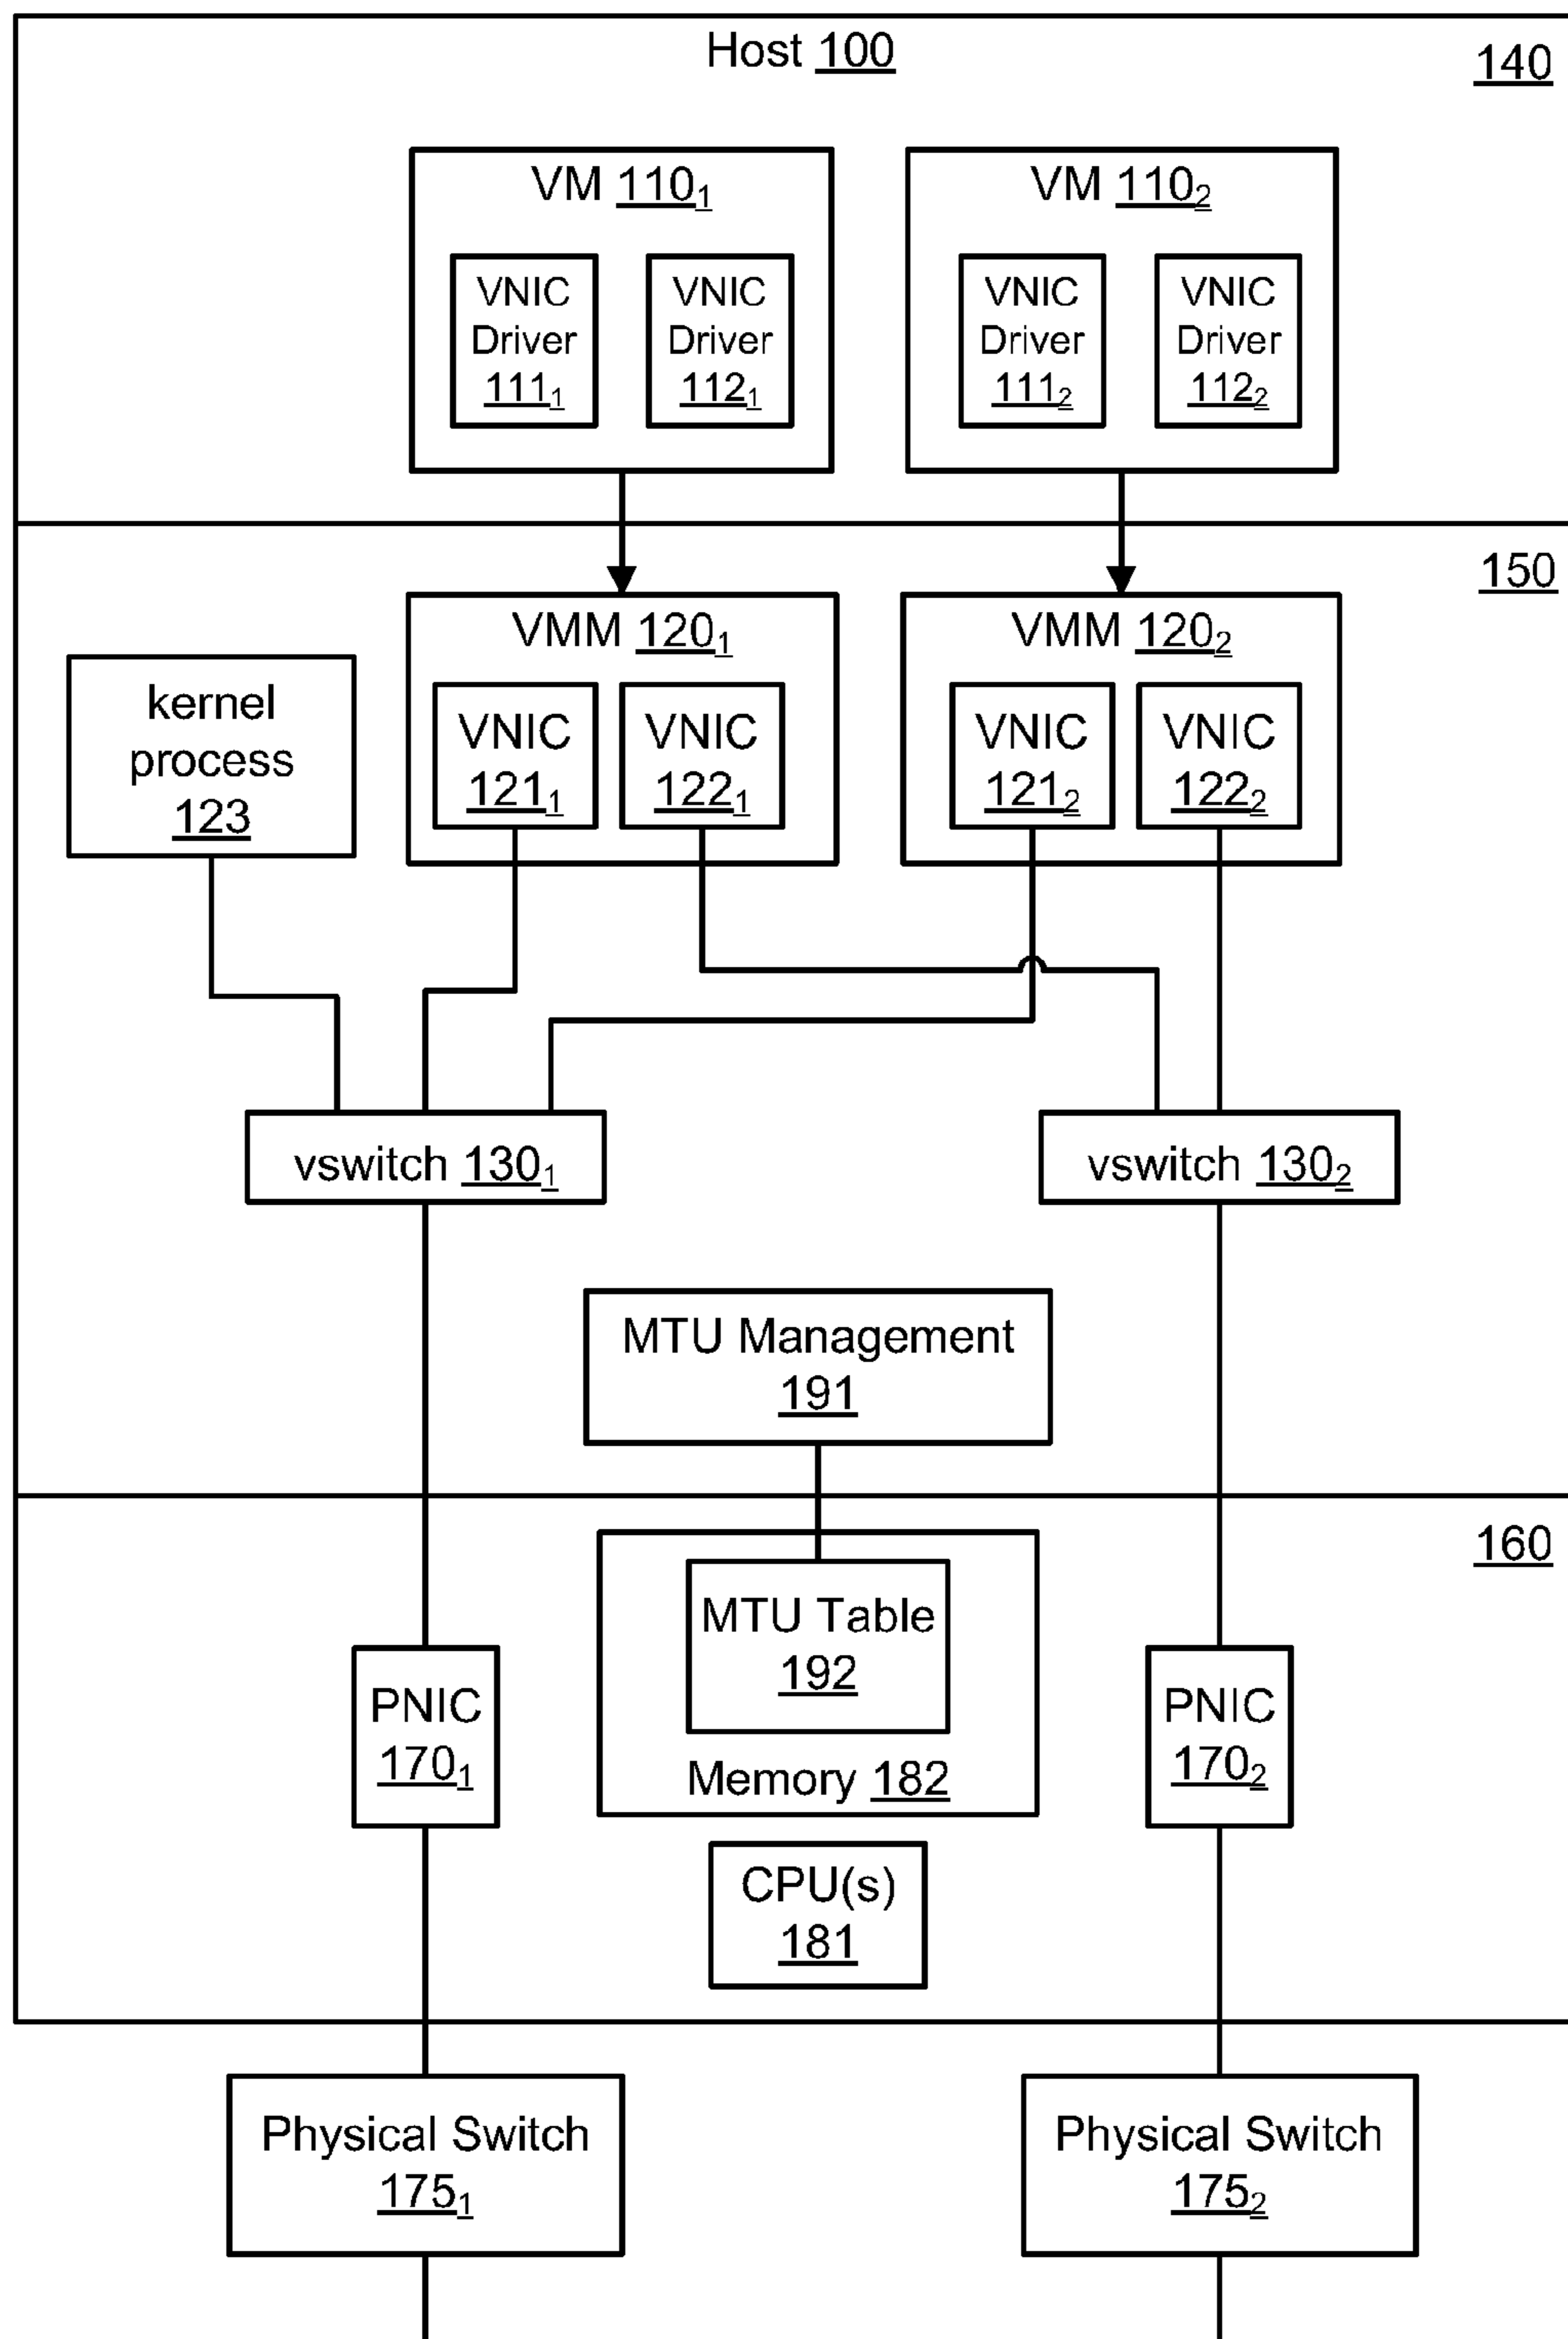 Host 100
140
VM 110₁
VM 110₂
VNIC
Driver
111₁
VNIC
Driver
112₁
VNIC
Driver
111₂
VNIC
Driver
112₂
150
VMM 120₁
VMM 120₂
kernel
process
123
VNIC
121₁
VNIC
122₁
VNIC
121₂
VNIC
122₂
vswitch 130₁
vswitch 130₂
MTU Management
191
160
MTU Table
192
Memory 182
PNIC
170₁
PNIC
170₂
CPU(s)
181
Physical Switch
175₁
Physical Switch
175₂